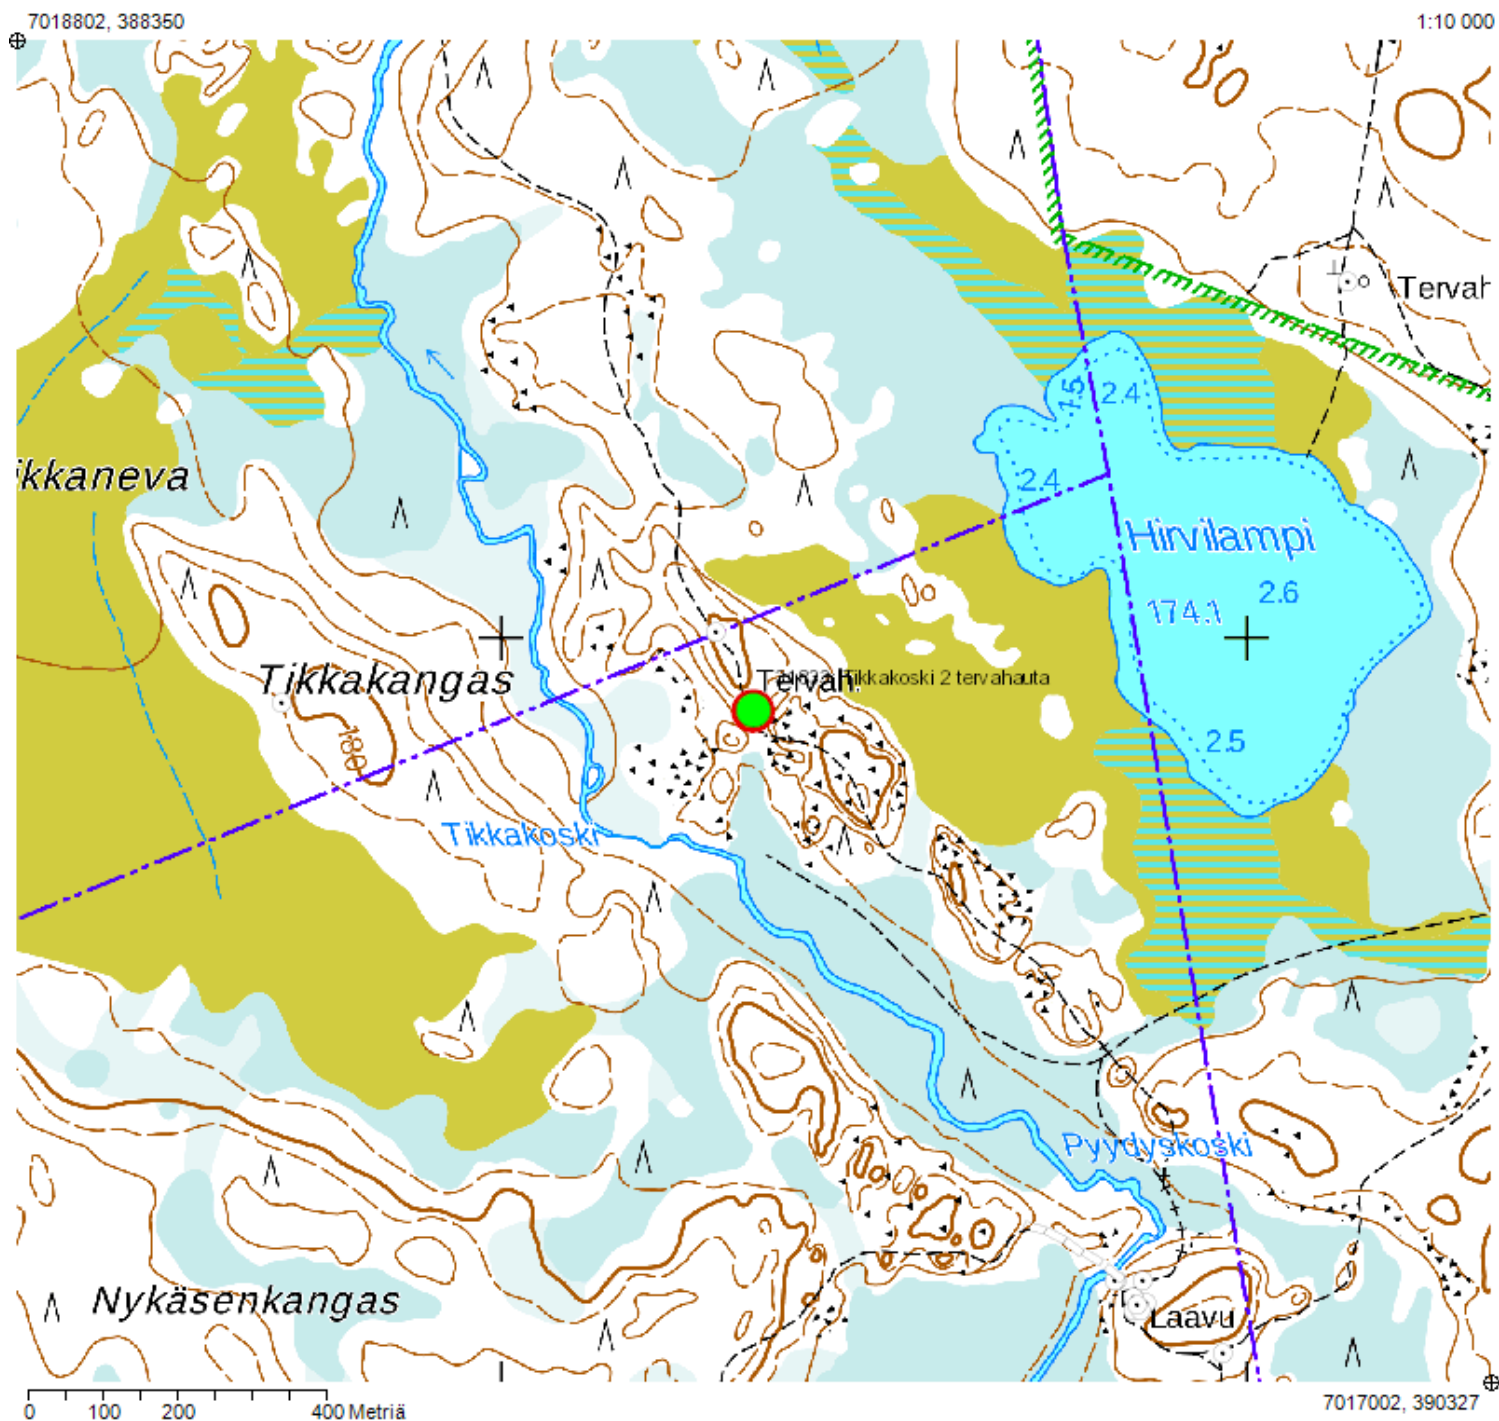 7018802, 388350
1:10 000
Tervah
1.5
2.4
ikkaneva
2.4
Hirvilampi
2.6
174.1
Tikkakangas
Tervah.
Tikkakoski 2 tervahauta
180
2.5
Tikkakoski
Pyydyskoski
Nykäsenkangas
Laavu
0 100 200 400 Metriä
7017002, 390327